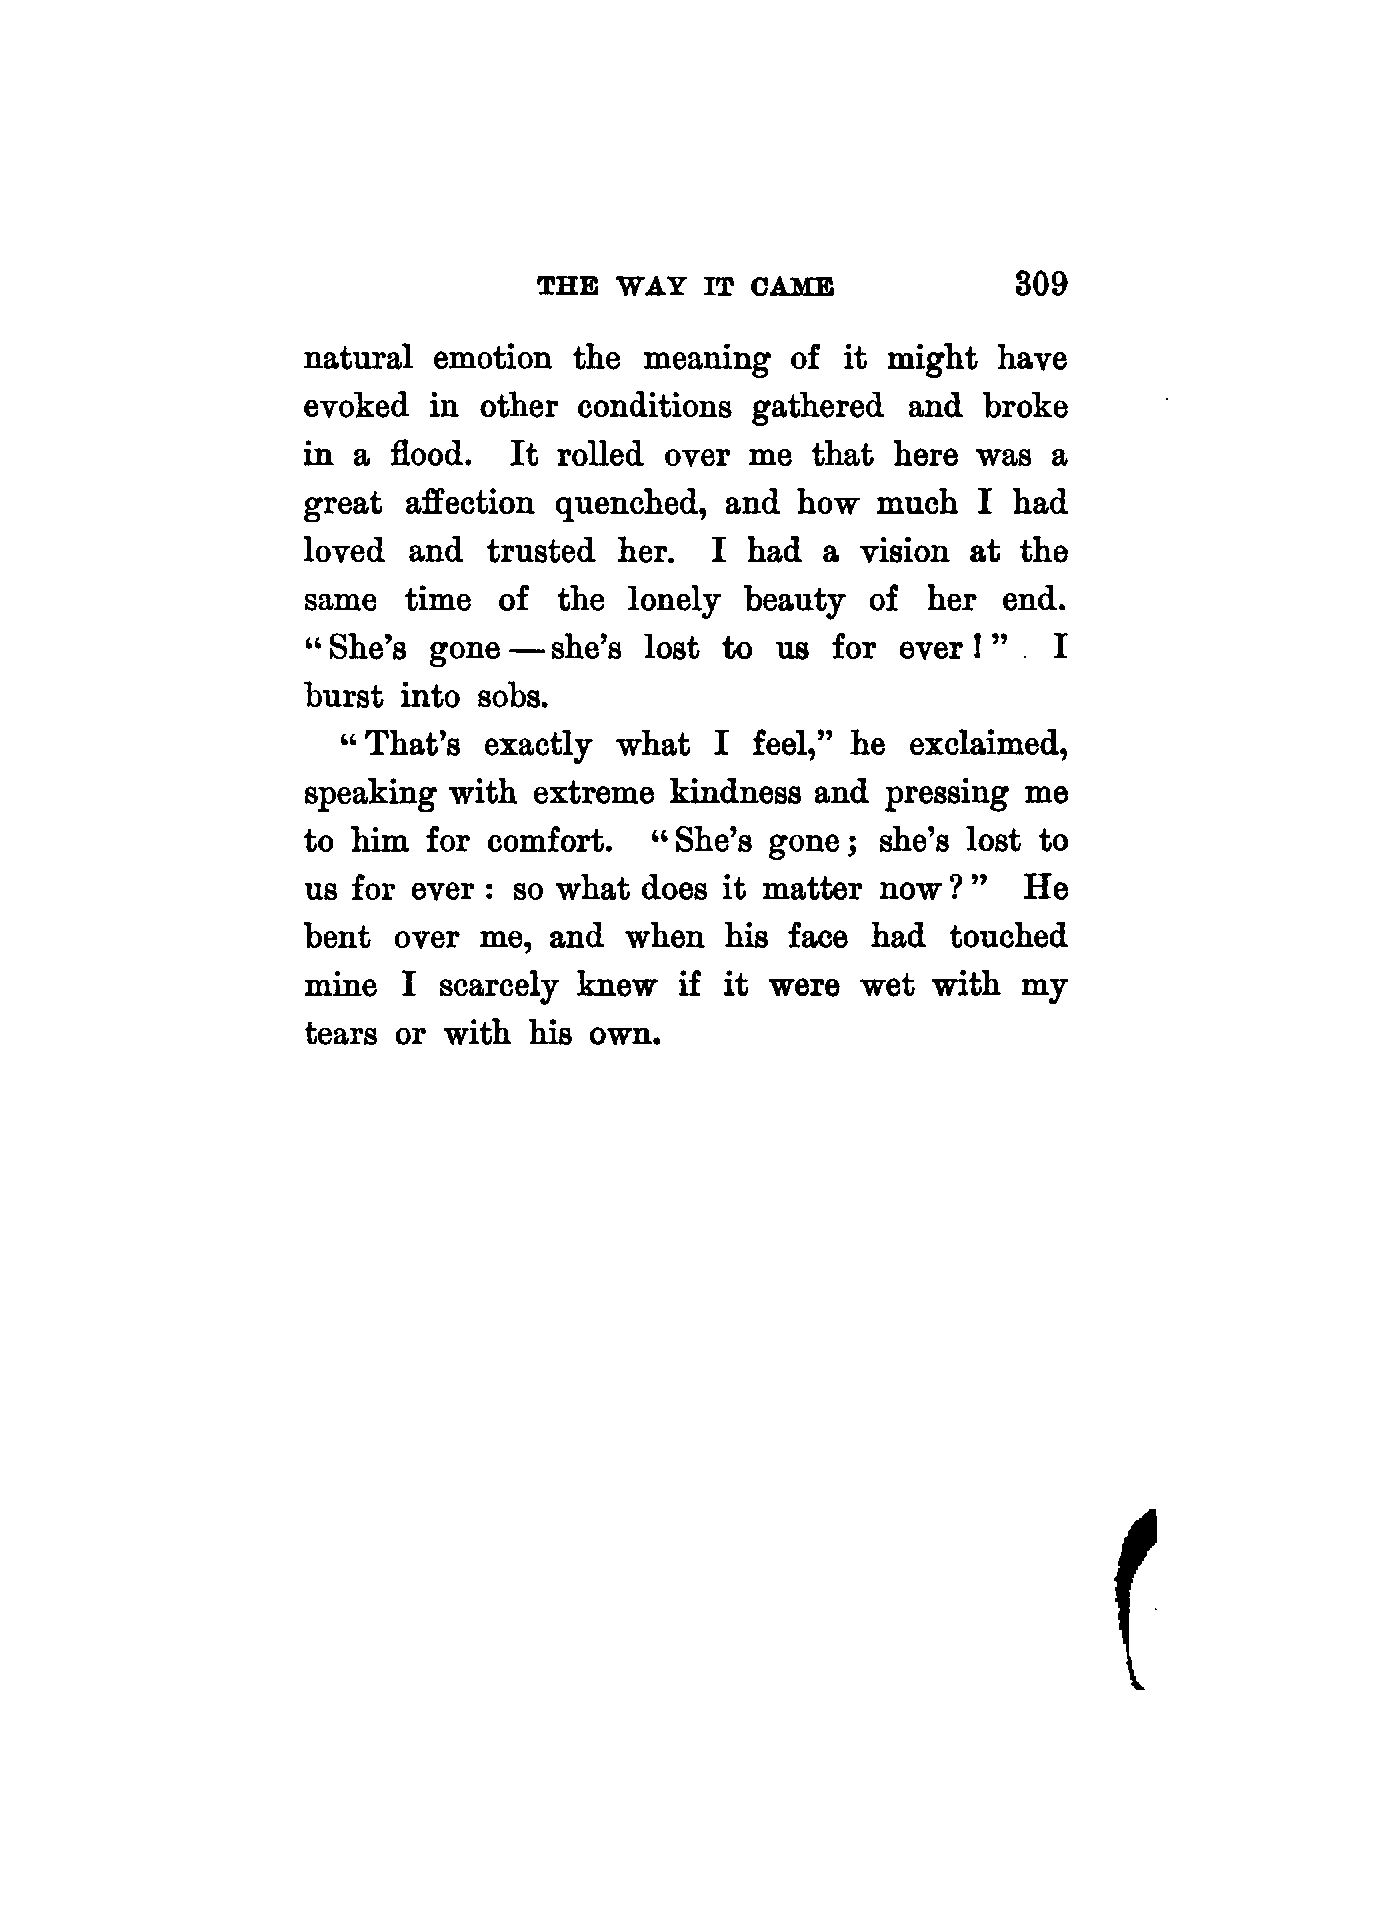 THE WAY IT CAME 309
natural emotion the meaning of it might have
evoked in other conditions gathered and broke
in a flood. It rolled over me that here was a
great affection quenched, and how much I had
loved and trusted her. I had a vision at the
same time of the lonely beauty of her end.
“She’s gone—she’s lost to us for ever!” I
burst into sobs.
“That’s exactly what I feel,” he exclaimed,
speaking with extreme kindness and pressing me
to him for comfort. “She’s gone; she’s lost to
us for ever: so what does it matter now?” He
bent over me, and when his face had touched
mine I scarcely knew if it were wet with my
tears or with his own.